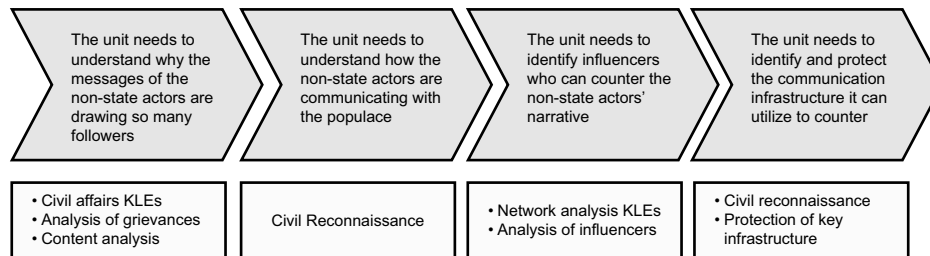 The unit needs to
understand why the
messages of the
non-state actors are
drawing so many
followers
The unit needs to
understand how the
non-state actors are
communicating with
the populace
The unit needs to
identify influencers
who can counter the
non-state actors’
narrative
The unit needs to
identify and protect
the communication
infrastructure it can
utilize to counter
• Civil affairs KLEs
• Analysis of grievances
• Content analysis
Civil Reconnaissance
• Network analysis KLEs
• Analysis of influencers
• Civil reconnaissance
• Protection of key
infrastructure